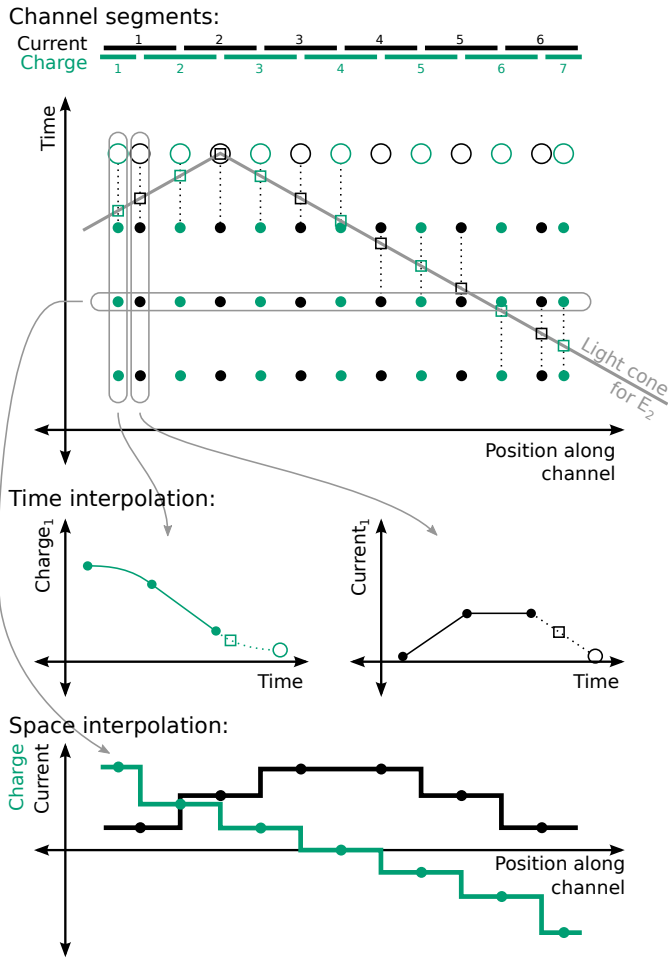 Channel segments:
Current 1 2 3 4 5 6
Charge 1 2 3 4 5 6 7
Time
Light cone
for E2
Position along
channel
Time interpolation:
Charge1
Time
Current1
Time
Space interpolation:
Charge
Current
Position along
channel